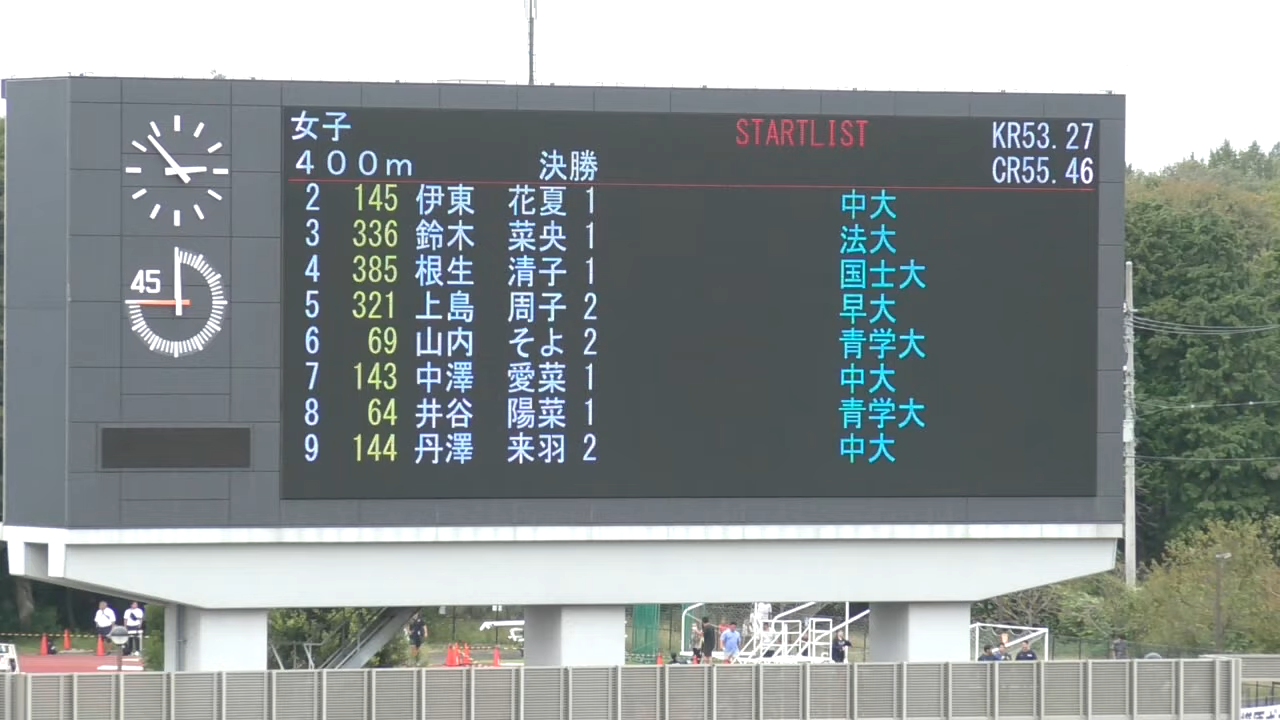 女子 STARTLIST KR53.27
400m 決勝 CR55.46
2 145 伊東 花夏 1 中大
3 336 鈴木 菜央 1 法大
4 385 根生 清子 1 国士大
5 321 上島 周子 2 早大
6 69 山内 そよ 2 青学大
7 143 中澤 愛菜 1 中大
8 64 井谷 陽菜 1 青学大
9 144 丹澤 来羽 2 中大
45